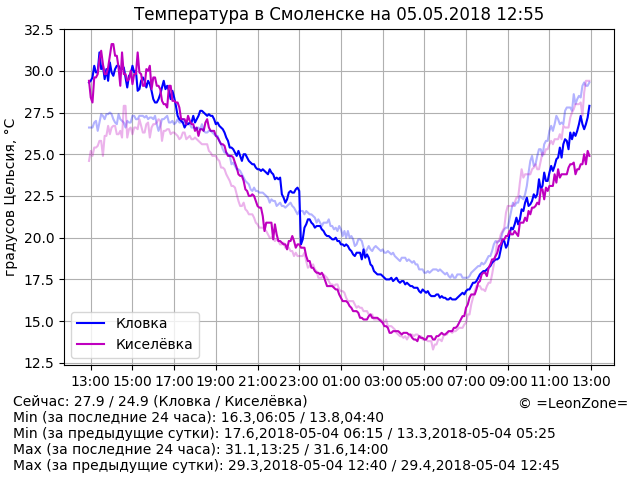 Температура в Смоленске на 05.05.2018 12:55
градусов Цельсия, °C
32.5
30.0
27.5
25.0
22.5
20.0
17.5
15.0
12.5
Кловка
Киселёвка
13:00 15:00 17:00 19:00 21:00 23:00 01:00 03:00 05:00 07:00 09:00 11:00 13:00
Сейчас: 27.9 / 24.9 (Кловка / Киселёвка)
© =LeonZone=
Min (за последние 24 часа): 16.3,06:05 / 13.8,04:40
Min (за предыдущие сутки): 17.6,2018-05-04 06:15 / 13.3,2018-05-04 05:25
Max (за последние 24 часа): 31.1,13:25 / 31.6,14:00
Max (за предыдущие сутки): 29.3,2018-05-04 12:40 / 29.4,2018-05-04 12:45